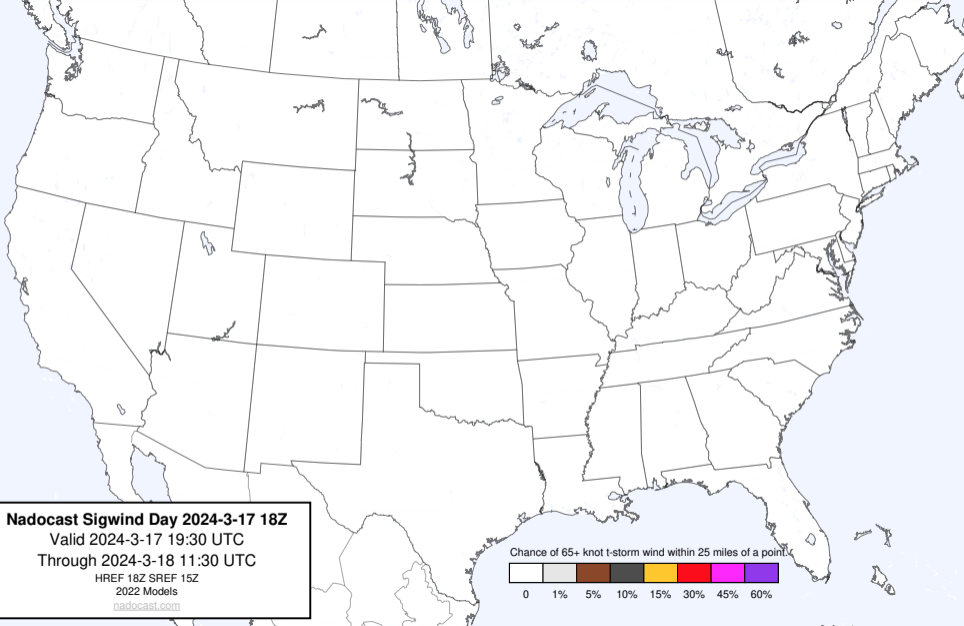 Nadocast Sigwind Day 2024-3-17 18Z
Valid 2024-3-17 19:30 UTC
Through 2024-3-18 11:30 UTC
HREF 18Z SREF 15Z
2022 Models
nadocast.com
Chance of 65+ knot t-storm wind within 25 miles of a point.
0 1% 5% 10% 15% 30% 45% 60%